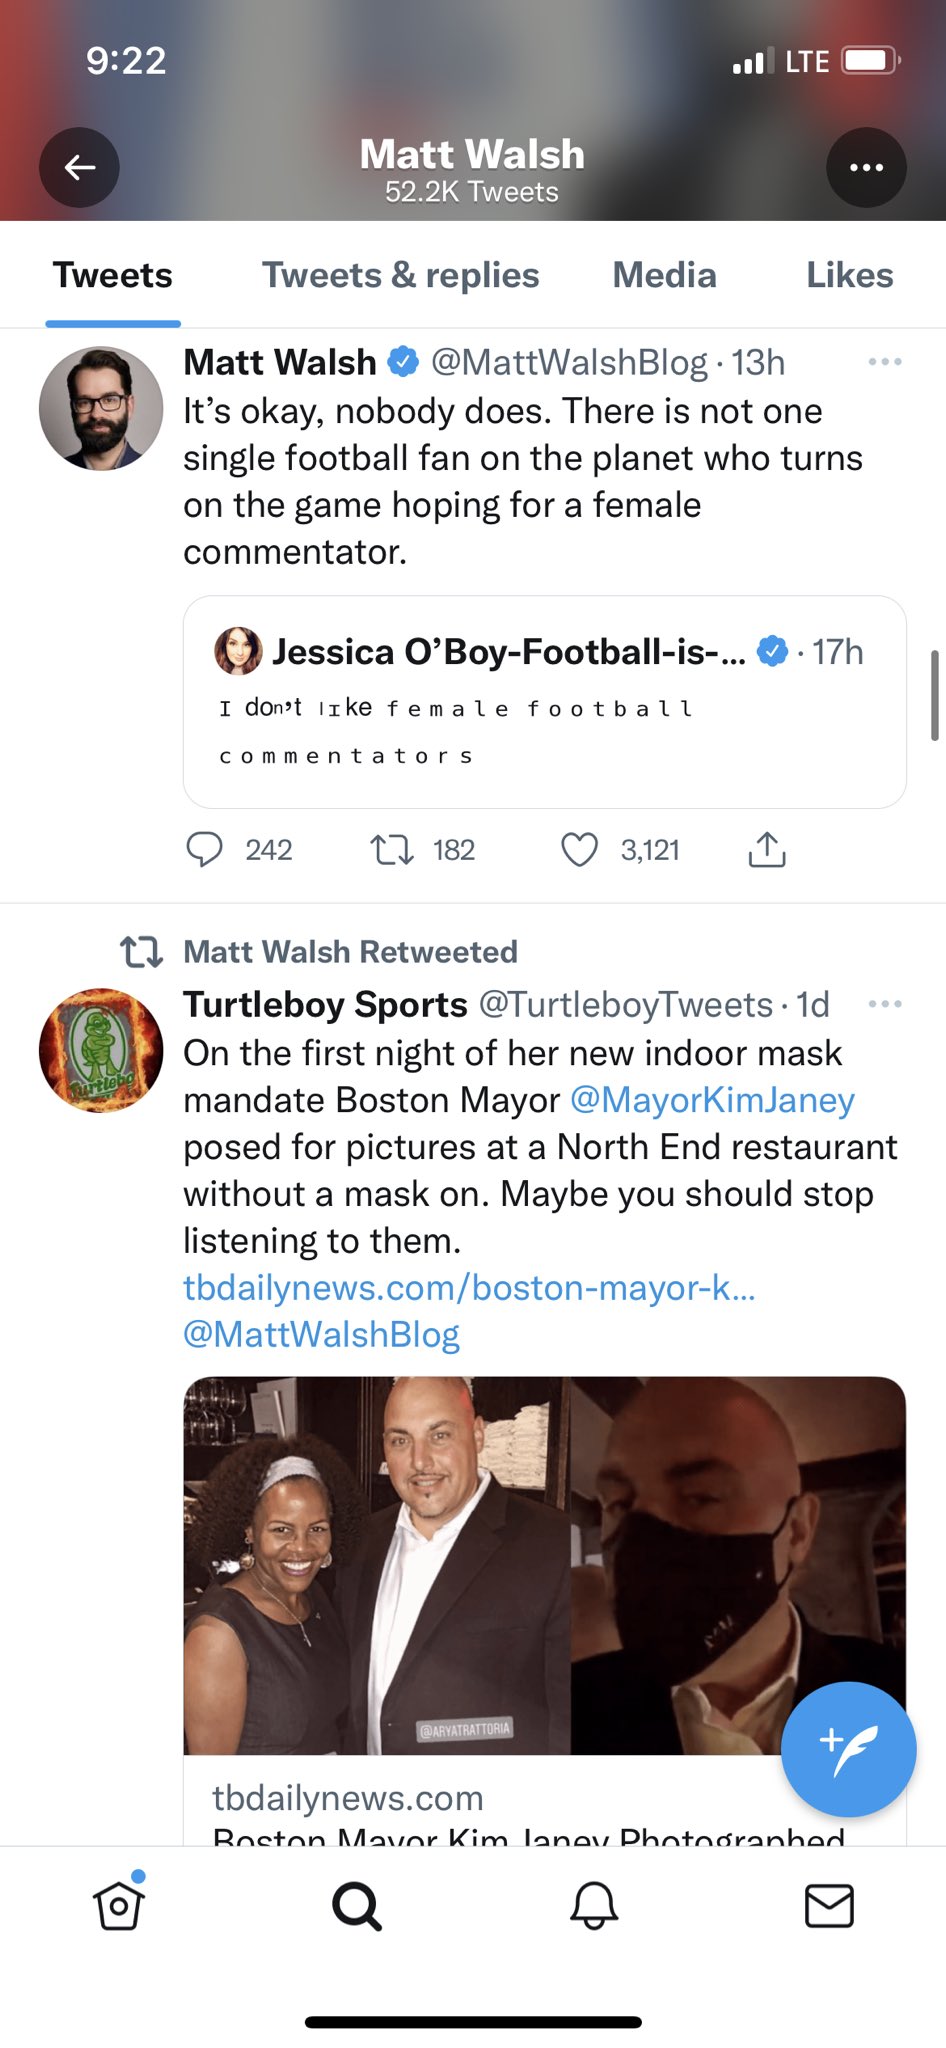 9:22
LTE
Matt Walsh
52.2K Tweets
Tweets
Tweets & replies
Media
Likes
Matt Walsh @MattWalshBlog · 13h
It’s okay, nobody does. There is not one
single football fan on the planet who turns
on the game hoping for a female
commentator.
Jessica O’Boy-Football-is-... · 17h
I don’t lɪke female football
commentators
242
182
3,121
Matt Walsh Retweeted
Turtleboy Sports @TurtleboyTweets · 1d
On the first night of her new indoor mask
mandate Boston Mayor @MayorKimJaney
posed for pictures at a North End restaurant
without a mask on. Maybe you should stop
listening to them.
tbdailynews.com/boston-mayor-k...
@MattWalshBlog
@ARYATRATTORIA
tbdailynews.com
Boston Mayor Kim Janey Photographed